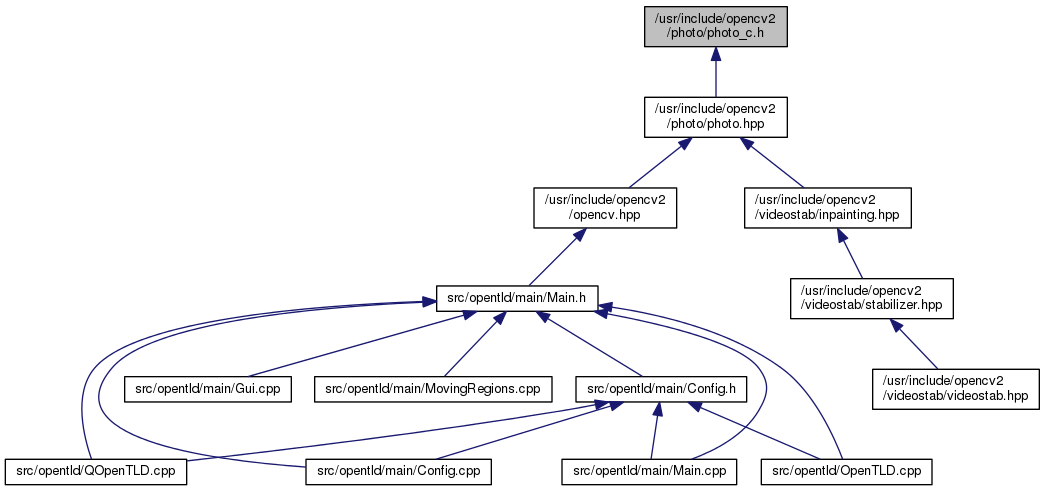 /usr/include/opencv2
/photo/photo_c.h
/usr/include/opencv2
/photo/photo.hpp
/usr/include/opencv2
/opencv.hpp
/usr/include/opencv2
/videostab/inpainting.hpp
src/opentld/main/Main.h
/usr/include/opencv2
/videostab/stabilizer.hpp
src/opentld/main/Gui.cpp
src/opentld/main/MovingRegions.cpp
src/opentld/main/Config.h
/usr/include/opencv2
/videostab/videostab.hpp
src/opentld/QOpenTLD.cpp
src/opentld/main/Config.cpp
src/opentld/main/Main.cpp
src/opentld/OpenTLD.cpp